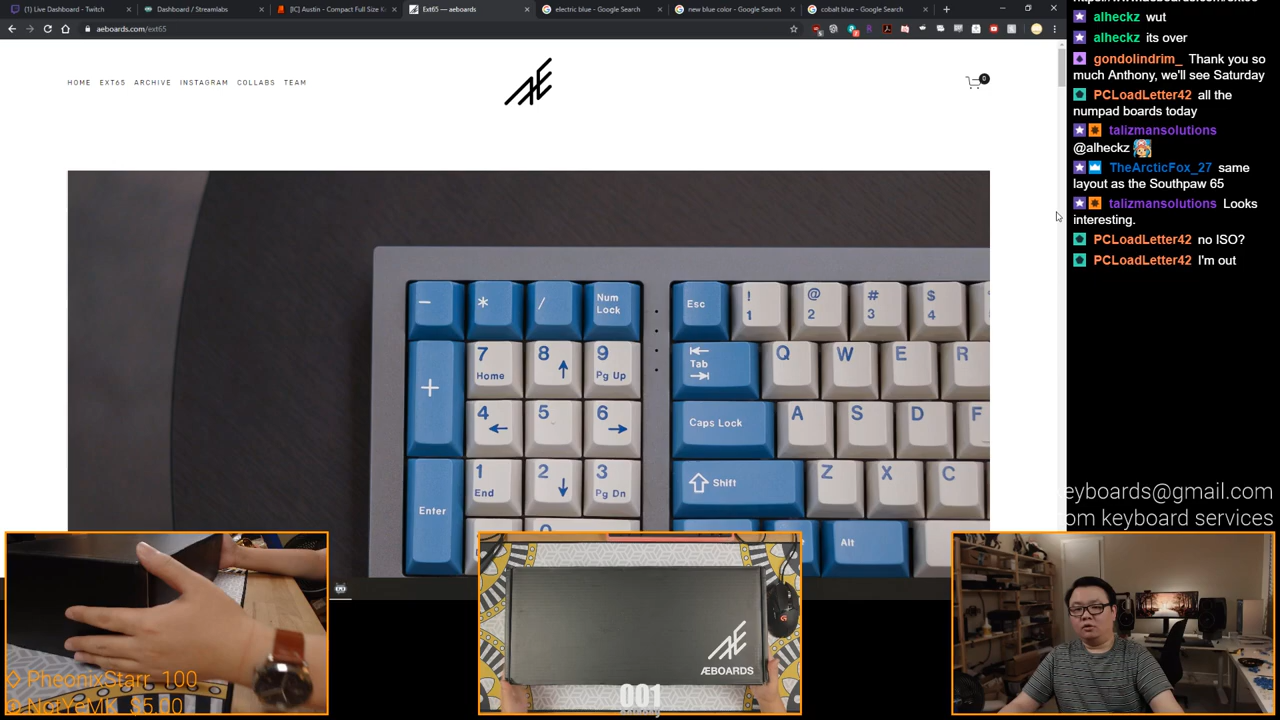 (1) Live Dashboard - Twitch
Dashboard / Streamlabs
[IC] Austin - Compact Full Size K
Ext65 — aeboards
electric blue - Google Search
new blue color - Google Search
cobalt blue - Google Search
aeboards.com/ext65
HOME EXT65 ARCHIVE INSTAGRAM COLLABS TEAM
0
- * / Num Lock Esc ! 1 @ 2 # 3 $ 4
+ 7 Home 8 9 Pg Up Tab Q W E R
4 5 6 Caps Lock A S D F
Enter 1 End 2 3 Pg Dn Shift Z X C
0 Alt
alheckz wut
alheckz its over
gondolindrim_ Thank you so
much Anthony, we'll see Saturday
PCLoadLetter42 all the
numpad boards today
talizmansolutions
@alheckz
TheArcticFox_27 same
layout as the Southpaw 65
talizmansolutions Looks
interesting.
PCLoadLetter42 no ISO?
PCLoadLetter42 I'm out
eyboards@gmail.com
om keyboard services
PheonixStarr 100
NotYeMK $5.00
ÆBOARDS
001